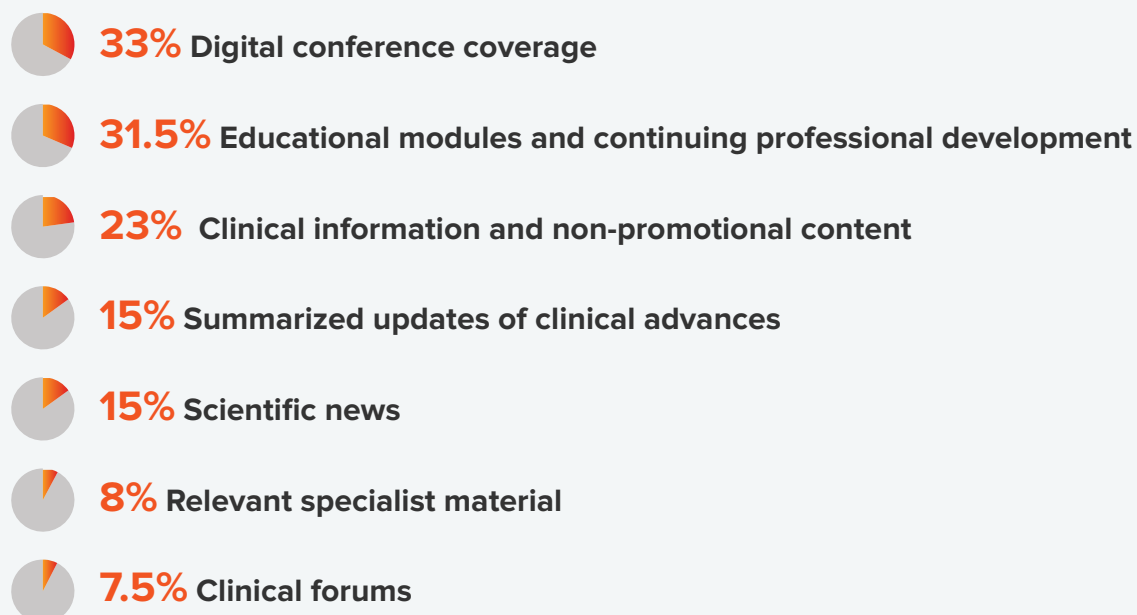 33% Digital conference coverage
31.5% Educational modules and continuing professional development
23% Clinical information and non-promotional content
15% Summarized updates of clinical advances
15% Scientific news
8% Relevant specialist material
7.5% Clinical forums